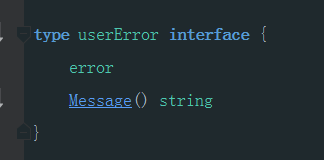 type userError interface {
error
Message() string
}